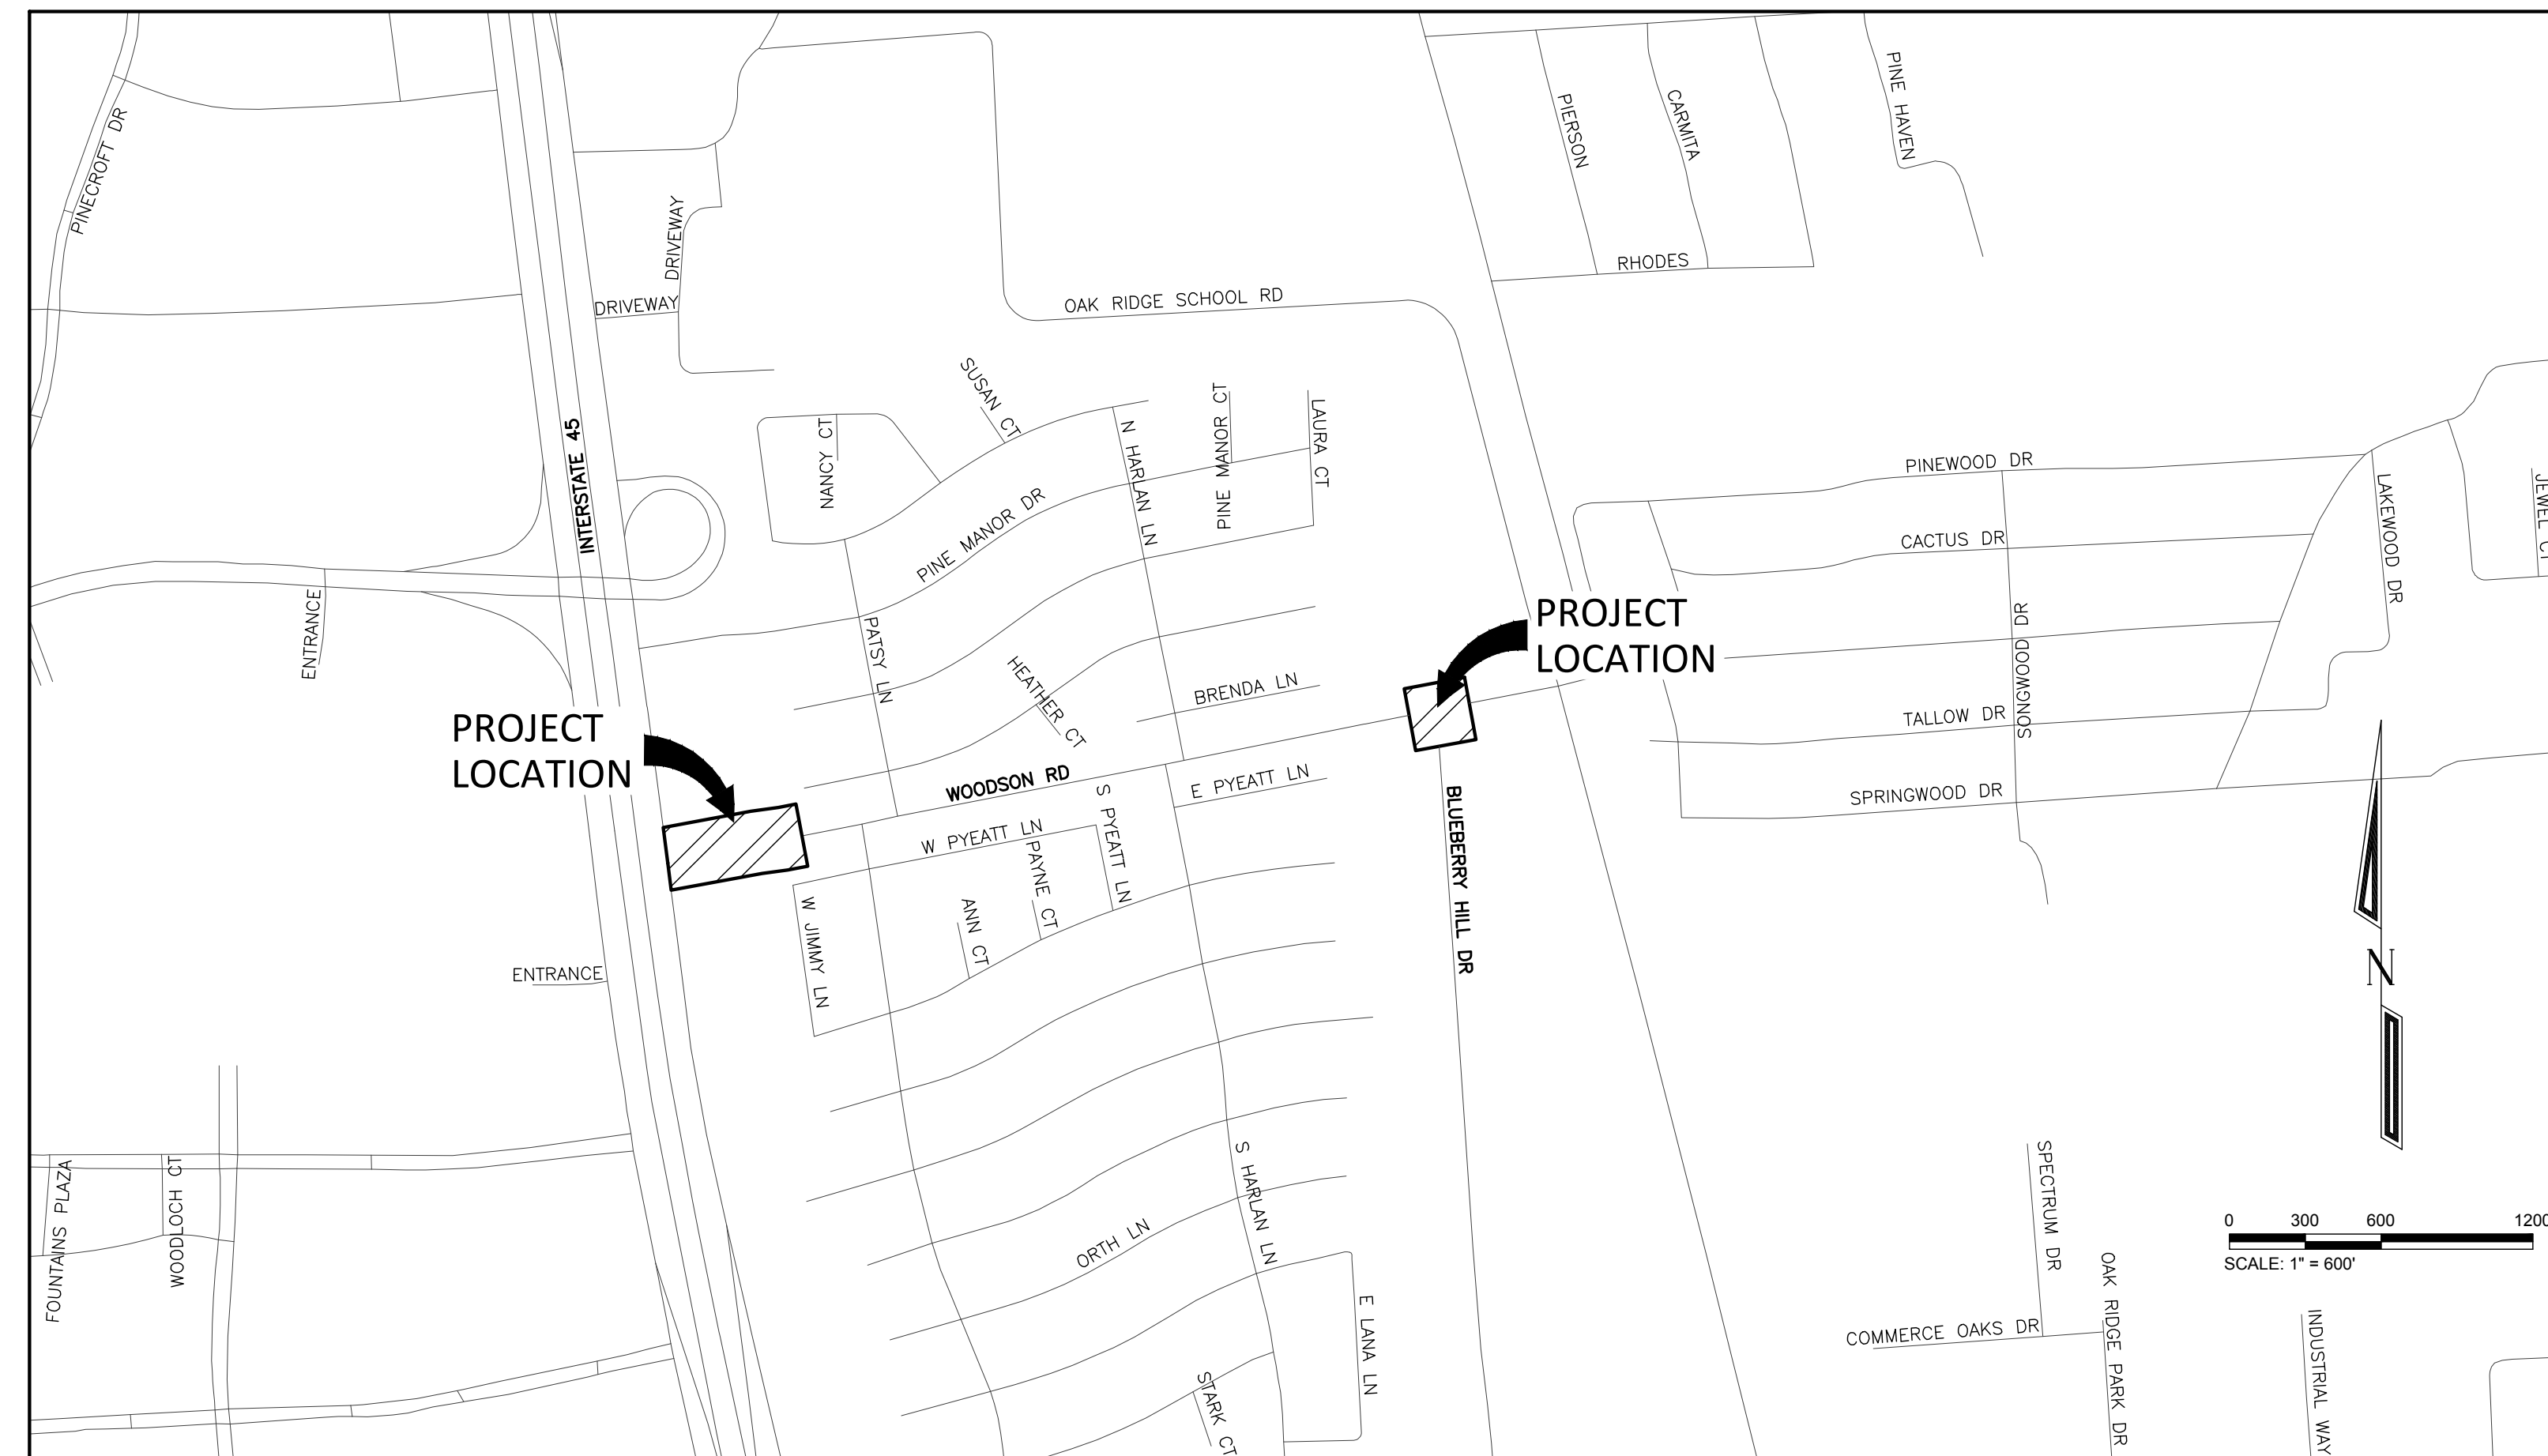 PINECROFT DR
PIERSON
CARMITA
PINE HAVEN
DRIVEWAY
DRIVEWAY
RHODES
OAK RIDGE SCHOOL RD
INTERSTATE 45
NANCY CT
SUSAN CT
N HARLAN LN
PINE MANOR CT
LAURA CT
PINE MANOR DR
PINEWOOD DR
CACTUS DR
LAKEWOOD DR
JEWEL CT
ENTRANCE
PATSY LN
HEATHER CT
BRENDA LN
PROJECT
LOCATION
SONGWOOD DR
TALLOW DR
PROJECT
LOCATION
WOODSON RD
E PYEATT LN
SPRINGWOOD DR
W PYEATT LN
S PYEATT LN
PAYNE CT
ANN CT
W JIMMY LN
BLUEBERRY HILL DR
ENTRANCE
N
FOUNTAINS PLAZA
WOODLOCH CT
S HARLAN LN
ORTH LN
SPECTRUM DR
0 300 600 1200
SCALE: 1" = 600'
OAK RIDGE PARK DR
COMMERCE OAKS DR
E LANA LN
STARK CT
INDUSTRIAL WAY